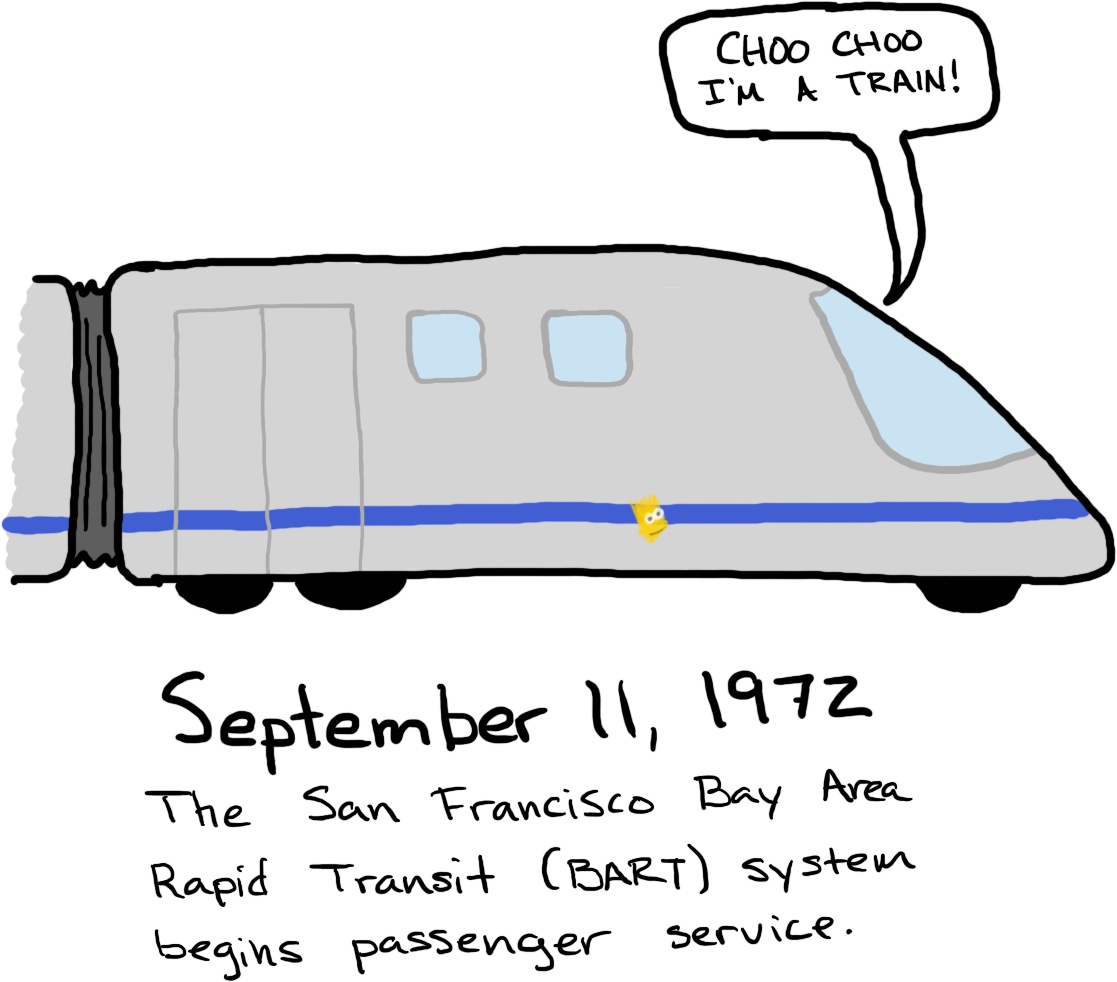 CHOO CHOO
I'M A TRAIN!
September 11, 1972
The San Francisco Bay Area
Rapid Transit (BART) system
begins passenger service.